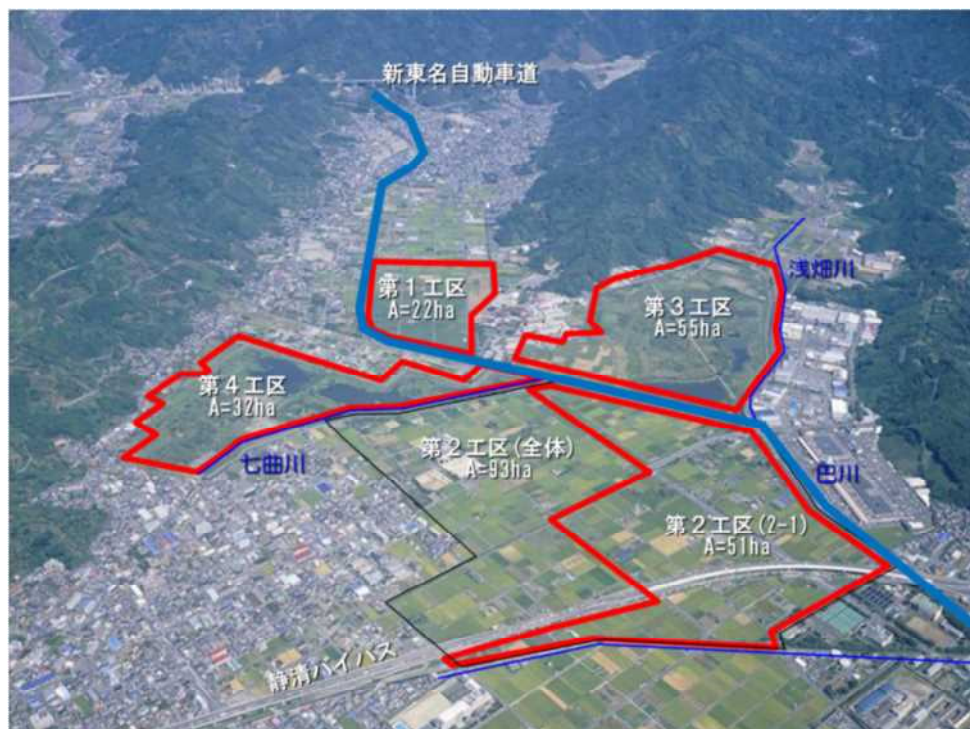 新東名自動車道
浅畑川
第1工区
A=22ha
第3工区
A=55ha
第4工区
A=32ha
七曲川
第2工区(全体)
A=93ha
巴川
第2工区(2-1)
A=51ha
静清バイパス